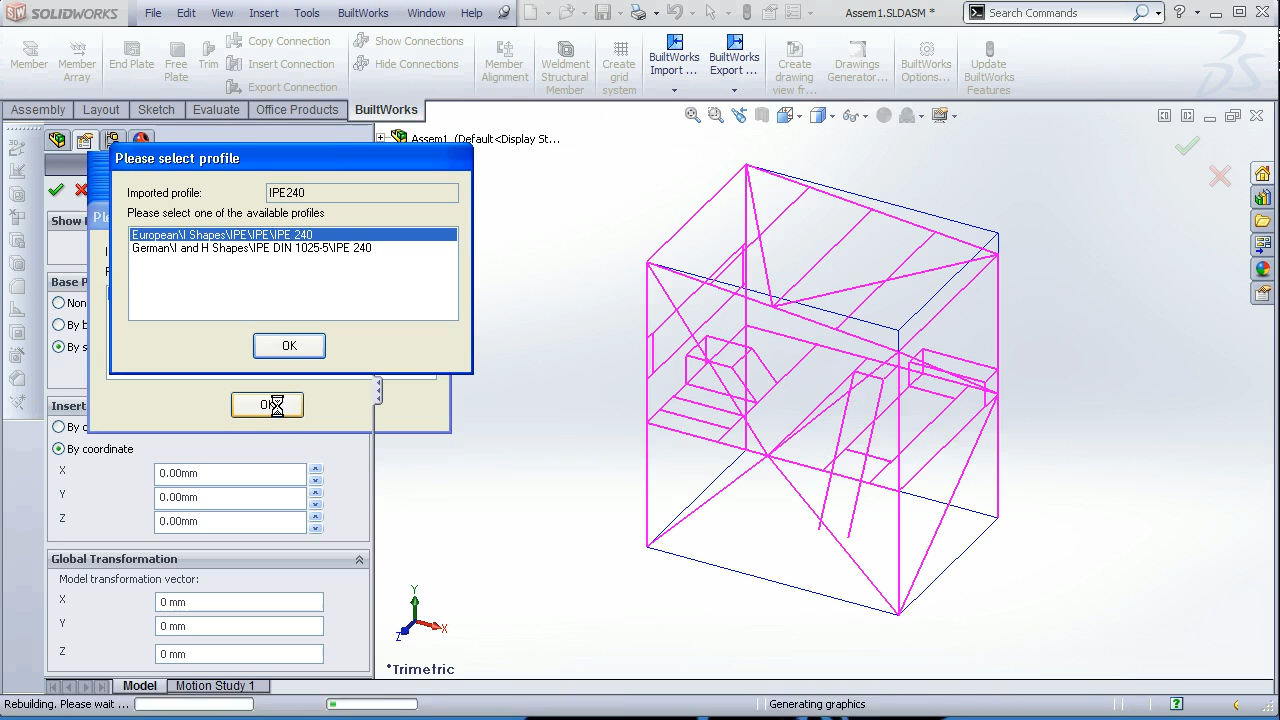 SOLIDWORKS File Edit View Insert Tools BuiltWorks Window Help Assem1.SLDASM * Search Commands
Member
Member Array
End Plate
Free Plate
Trim
Copy Connection
Insert Connection
Export Connection
Show Connections
Hide Connections
Member Alignment
Weldment Structural Member
Create grid system
BuiltWorks Import ...
BuiltWorks Export ...
Create drawing view fr...
Drawings Generator...
BuiltWorks Options...
Update BuiltWorks Features
Assembly Layout Sketch Evaluate Office Products BuiltWorks
Assem1 (Default<Display St...
Please select profile
Imported profile: IPE240
Please select one of the available profiles
European\I Shapes\IPE\IPE\IPE 240
German\I and H Shapes\IPE DIN 1025-5\IPE 240
OK
Show
Base P
Non
By b
By s
Insert
By c
By coordinate
X 0.00mm
Y 0.00mm
Z 0.00mm
Global Transformation
Model transformation vector:
X 0 mm
Y 0 mm
Z 0 mm
Y
X
Z
*Trimetric
Model Motion Study 1
Rebuilding. Please wait ... Generating graphics